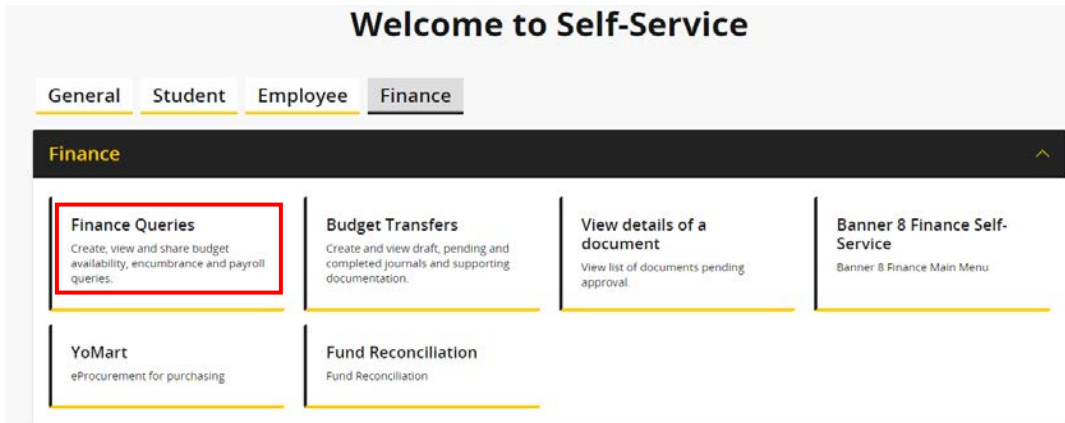 Welcome to Self-Service
General Student Employee Finance
Finance
Finance Queries
Create, view and share budget
availability, encumbrance and payroll
queries.
Budget Transfers
Create and view draft, pending and
completed journals and supporting
documentation.
View details of a
document
View list of documents pending
approval.
Banner 8 Finance Self-
Service
Banner 8 Finance Main Menu
YoMart
eProcurement for purchasing
Fund Reconciliation
Fund Reconciliation